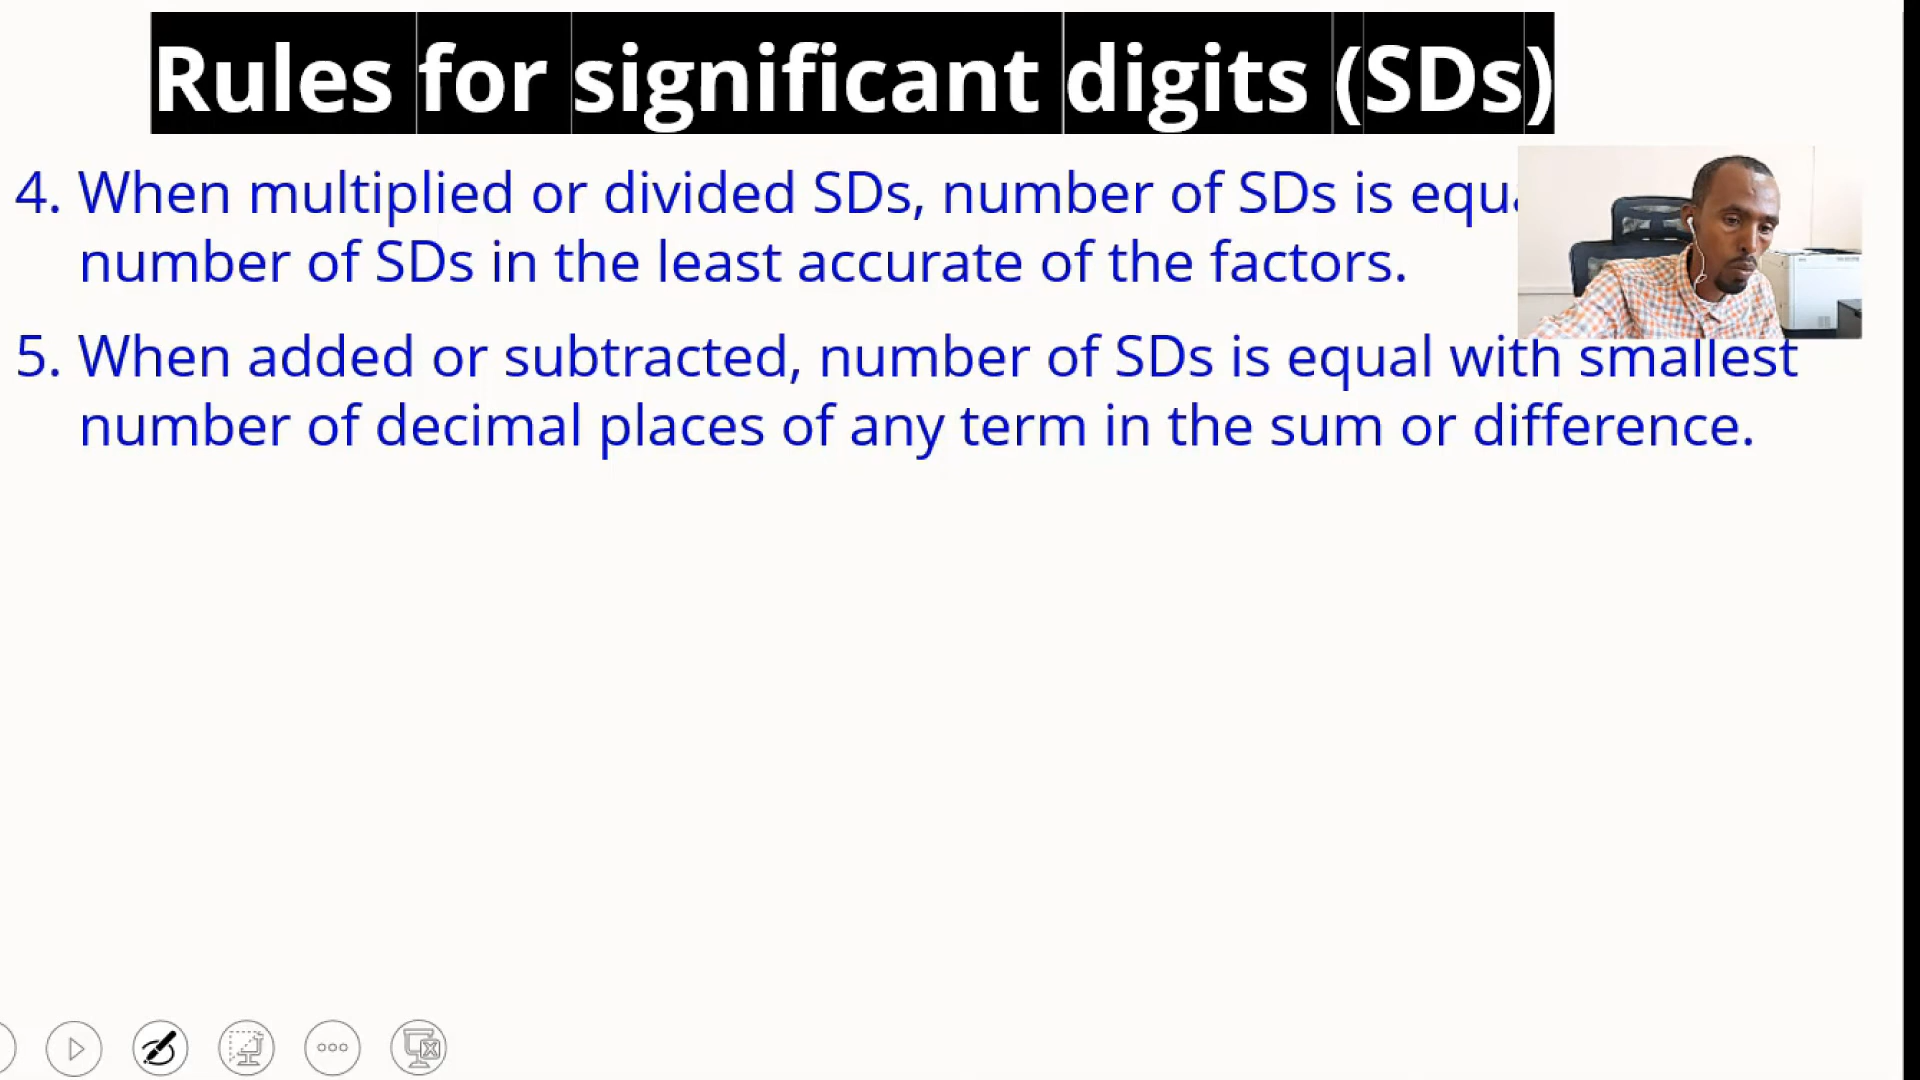 Rules for significant digits (SDs)
4. When multiplied or divided SDs, number of SDs is
number of SDs in the least accurate of the factors.
5. When added or subtracted, number of SDs is equal with smallest
number of decimal places of any term in the sum or difference.